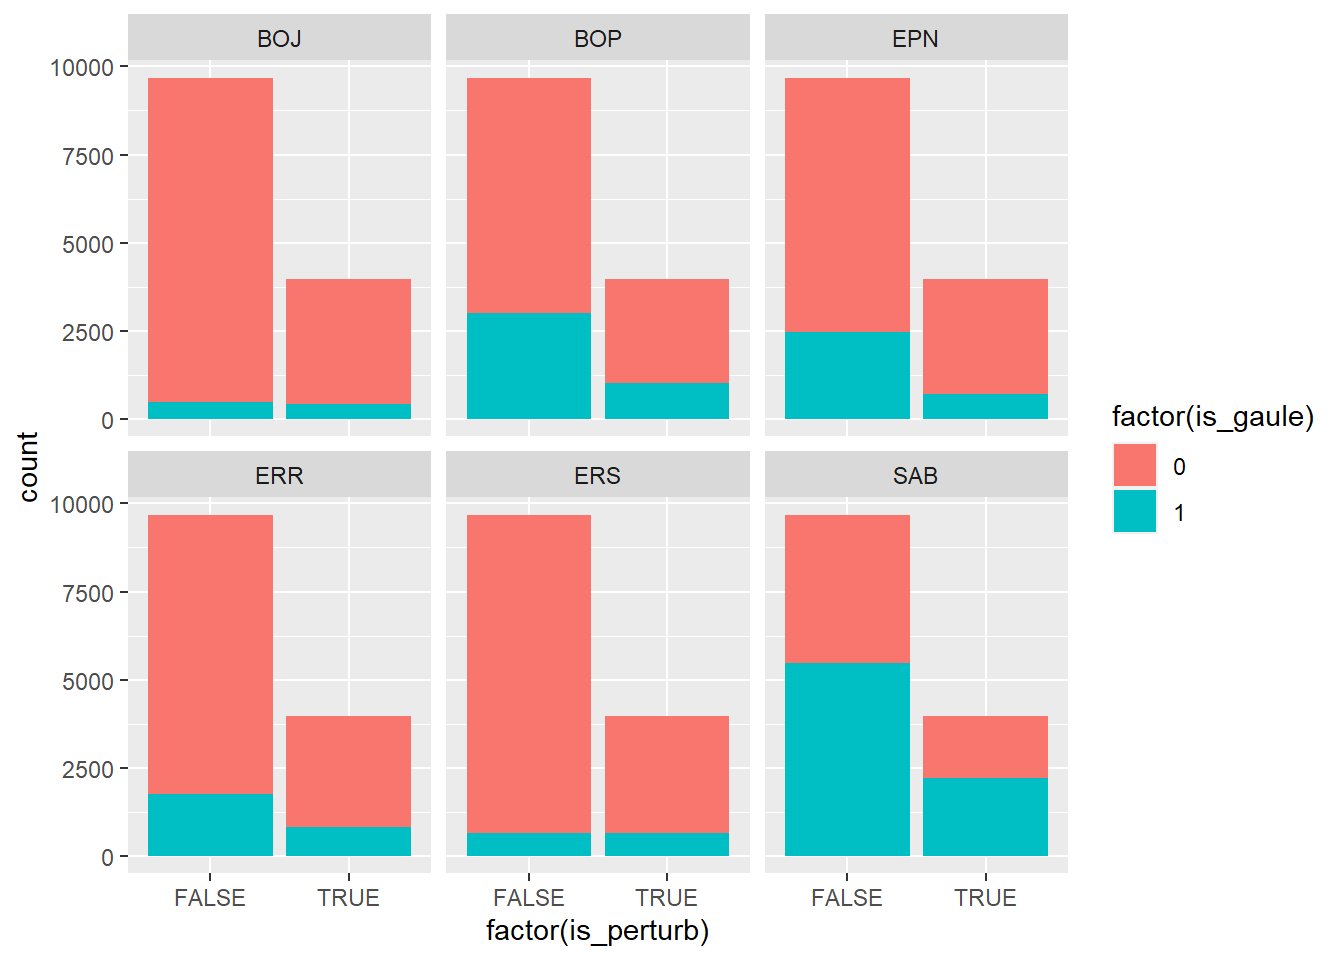 BOJ BOP EPN
10000
7500
5000
2500
0
ERR ERS SAB
10000
7500
5000
2500
0
FALSE TRUE FALSE TRUE FALSE TRUE
factor(is_perturb)
count
factor(is_gaule)
0
1